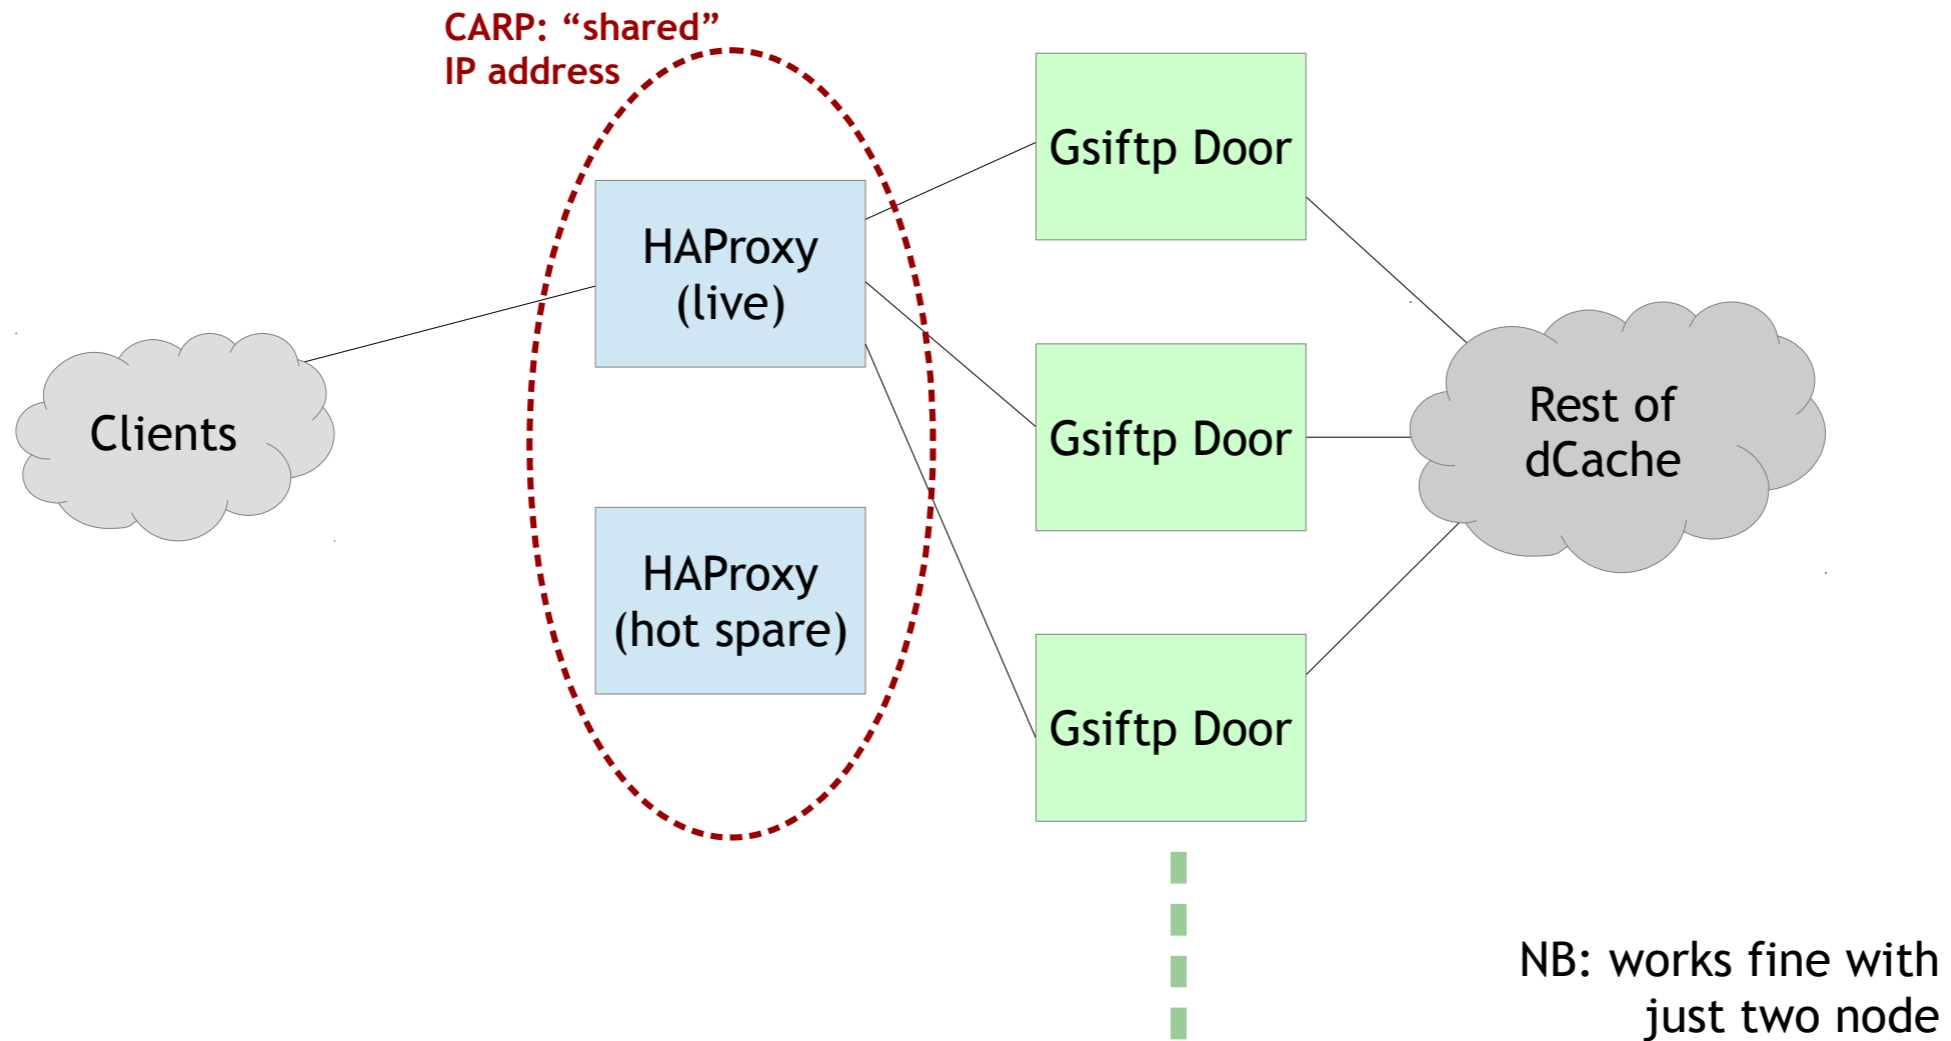 CARP: “shared”
IP address
Clients
HAProxy
(live)
HAProxy
(hot spare)
Gsiftp Door
Gsiftp Door
Gsiftp Door
Rest of
dCache
NB: works fine with
just two node